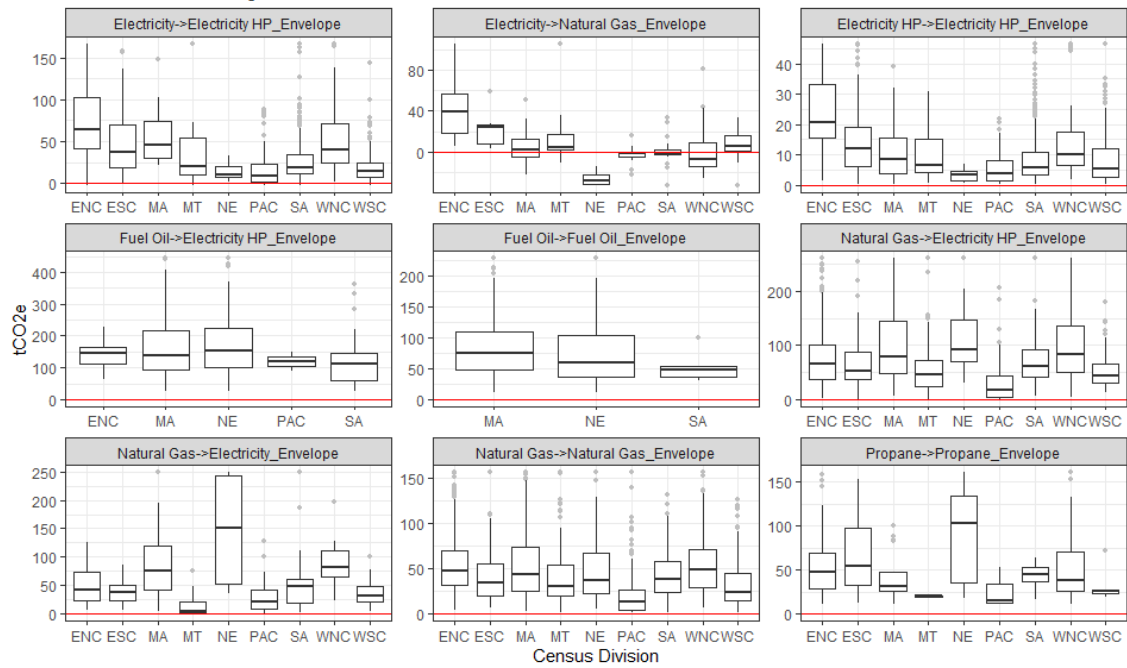 Electricity->Electricity HP_Envelope
Electricity->Natural Gas_Envelope
Electricity HP->Electricity HP_Envelope
150
100
50
0
ENC ESC MA MT NE PAC SA WNC WSC
80
40
0
ENC ESC MA MT NE PAC SA WNC WSC
40
30
20
10
0
ENC ESC MA MT NE PAC SA WNC WSC
Fuel Oil->Electricity HP_Envelope
Fuel Oil->Fuel Oil_Envelope
Natural Gas->Electricity HP_Envelope
tCO2e
400
300
200
100
0
ENC MA NE PAC SA
200
150
100
50
0
MA NE SA
200
100
0
ENC ESC MA MT NE PAC SA WNC WSC
Natural Gas->Electricity_Envelope
Natural Gas->Natural Gas_Envelope
Propane->Propane_Envelope
250
200
150
100
50
0
ENC ESC MA MT NE PAC SA WNC WSC
150
100
50
0
ENC ESC MA MT NE PAC SA WNC WSC
150
100
50
0
ENC ESC MA MT NE PAC SA WNC WSC
Census Division